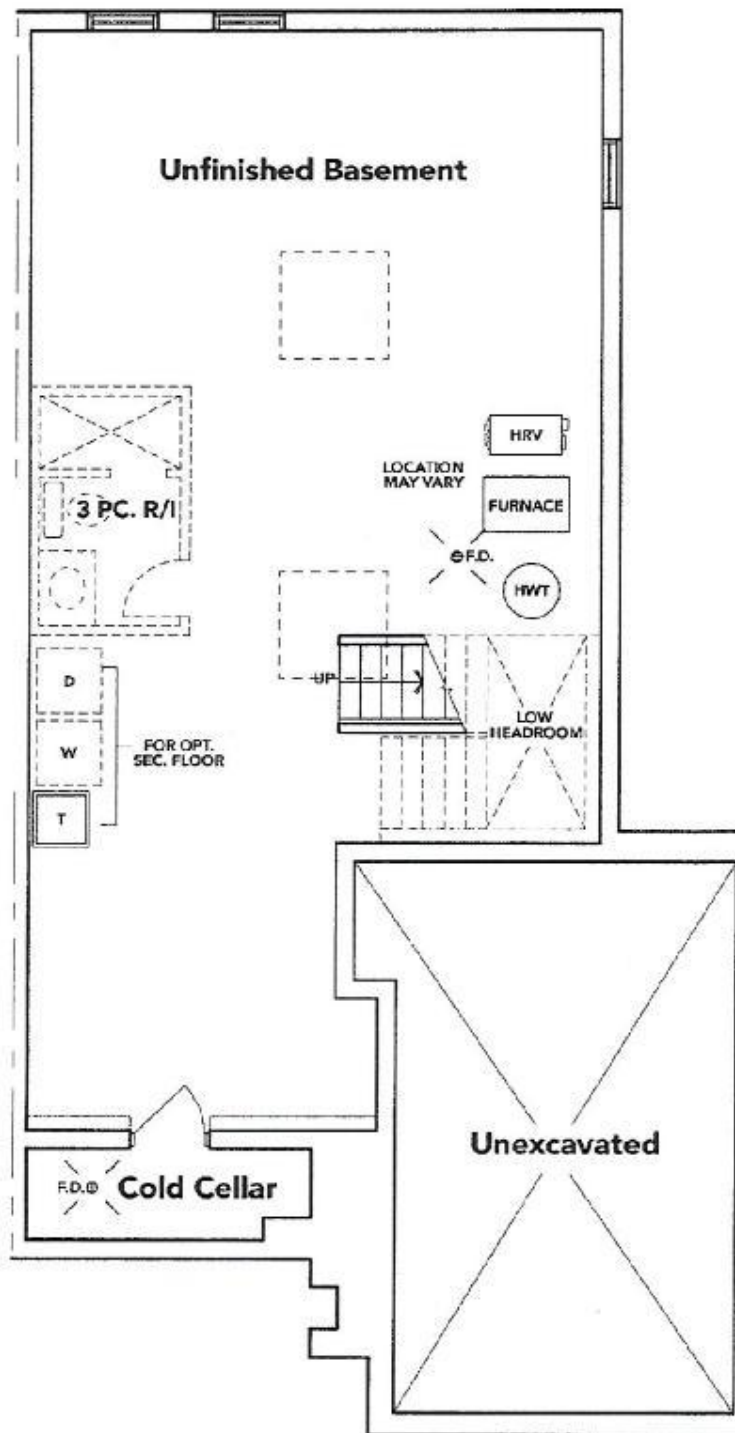 Unfinished Basement
HRV
LOCATION
MAY VARY
FURNACE
3 PC. R/I
F.D.
HWT
UP
D
LOW
HEADROOM
W
FOR OPT.
SEC. FLOOR
T
Unexcavated
F.D.
Cold Cellar